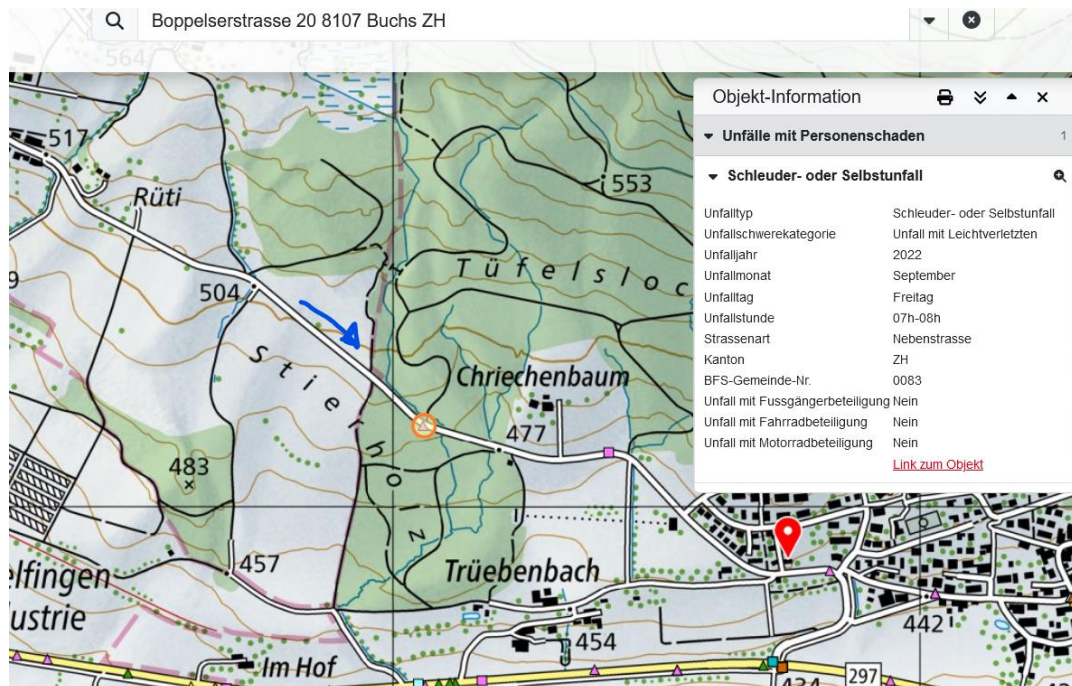 Boppelserstrasse 20 8107 Buchs ZH
564
Objekt-Information
Unfälle mit Personenschaden 1
Schleuder- oder Selbstunfall
Unfalltyp Schleuder- oder Selbstunfall
Unfallschwerekategorie Unfall mit Leichtverletzten
Unfalljahr 2022
Unfallmonat September
Unfalltag Freitag
Unfallstunde 07h-08h
Strassenart Nebenstrasse
Kanton ZH
BFS-Gemeinde-Nr. 0083
Unfall mit Fussgängerbeteiligung Nein
Unfall mit Fahrradbeteiligung Nein
Unfall mit Motorradbeteiligung Nein
Link zum Objekt
517
Rüti
553
Tüfelsloc
9
504
Stierholz
Chriechenbaum
477
483
457
elfingen
ustrie
Trüebenbach
454
442
Im Hof
297
434